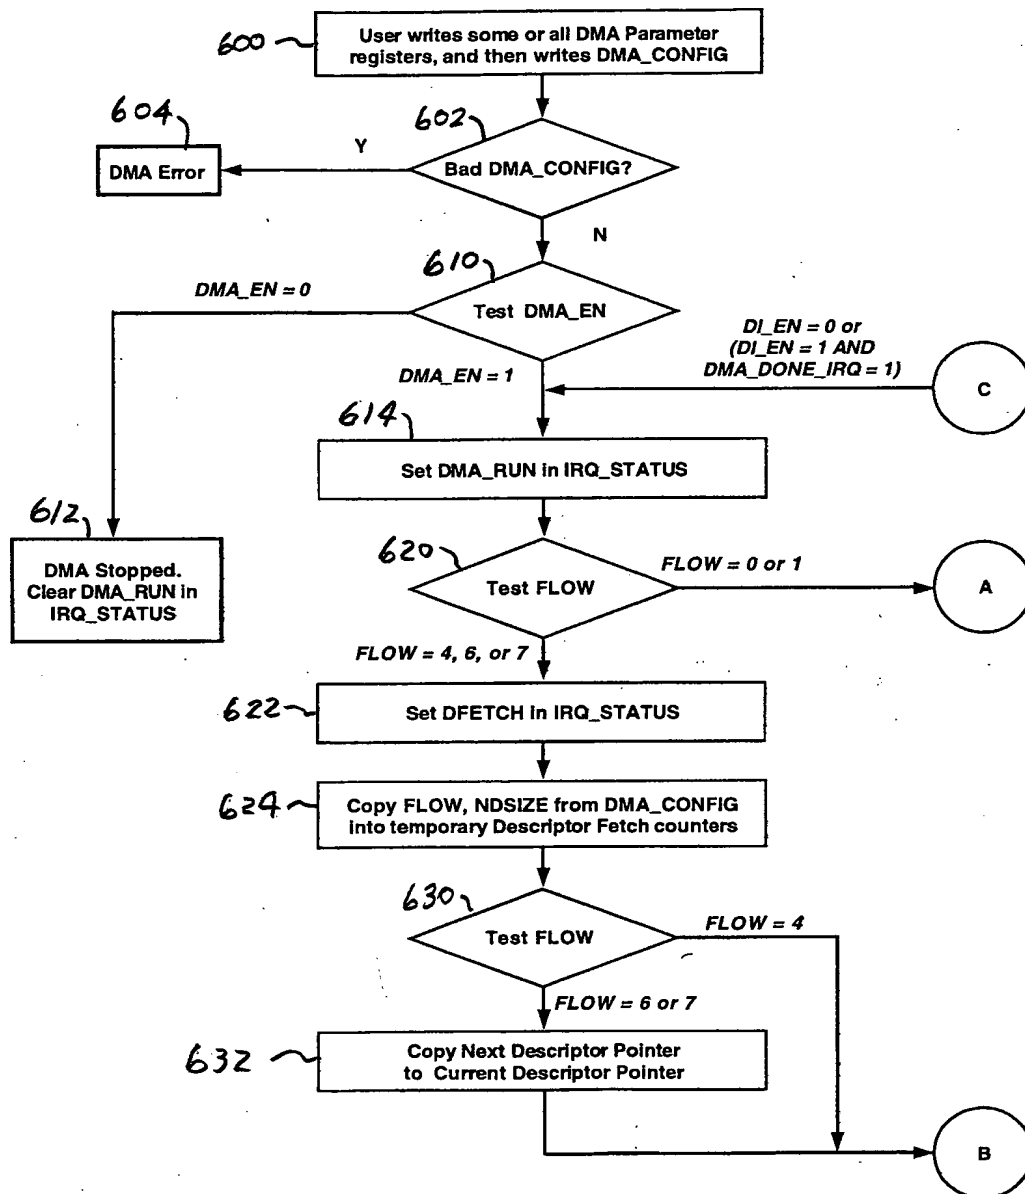 600
User writes some or all DMA Parameter
registers, and then writes DMA_CONFIG
604
602
Y
Bad DMA_CONFIG?
DMA Error
N
610
DMA_EN = 0
Test DMA_EN
DI_EN = 0 or
(DI_EN = 1 AND
DMA_DONE_IRQ = 1)
C
DMA_EN = 1
614
Set DMA_RUN in IRQ_STATUS
612
DMA Stopped.
Clear DMA_RUN in
IRQ_STATUS
620
Test FLOW
FLOW = 0 or 1
A
FLOW = 4, 6, or 7
622
Set DFETCH in IRQ_STATUS
624
Copy FLOW, NDSIZE from DMA_CONFIG
into temporary Descriptor Fetch counters
630
Test FLOW
FLOW = 4
FLOW = 6 or 7
632
Copy Next Descriptor Pointer
to Current Descriptor Pointer
B